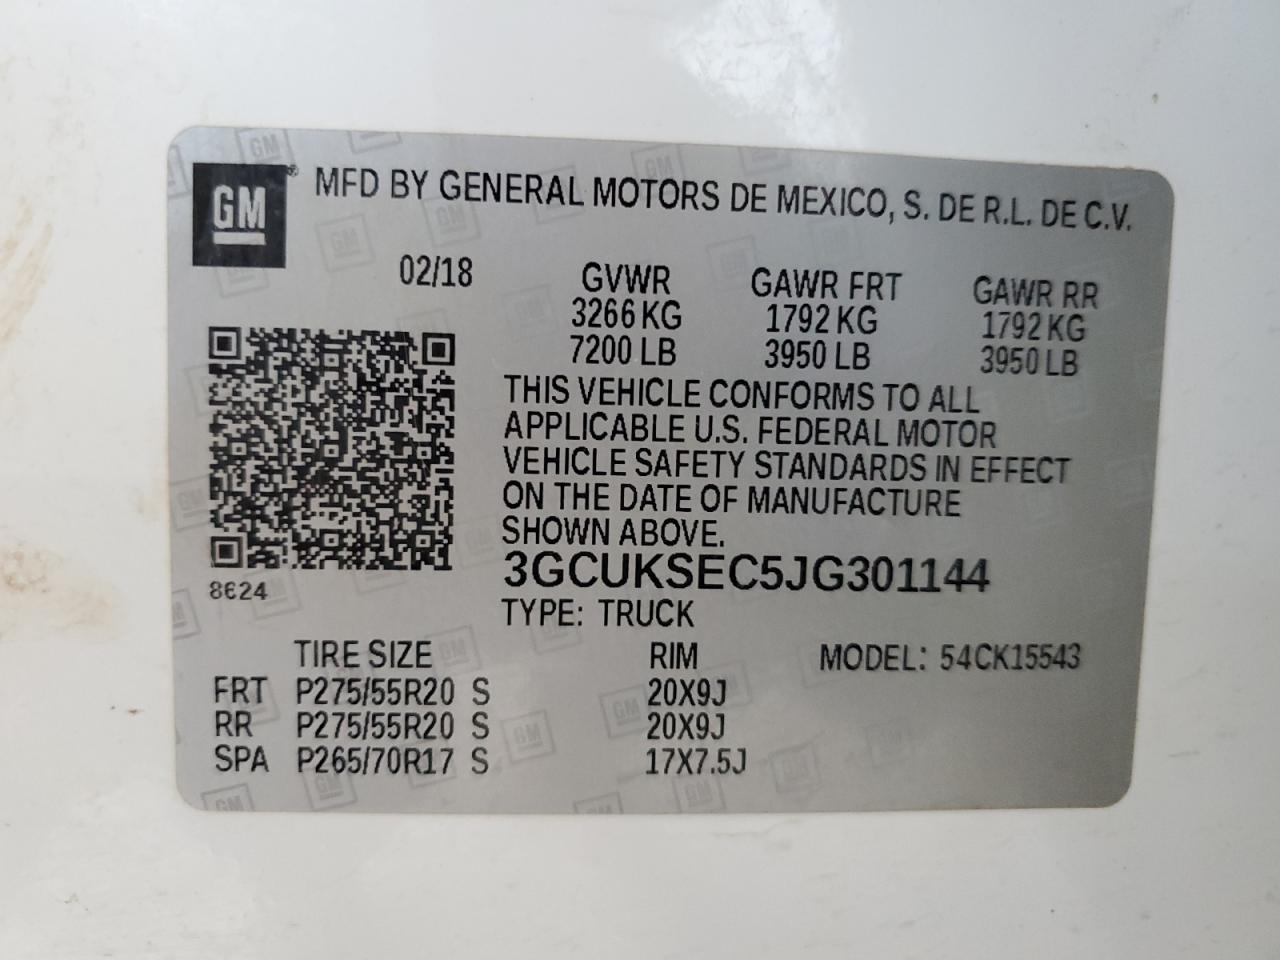 GM® MFD BY GENERAL MOTORS DE MEXICO, S. DE R.L. DE C.V.
02/18 GVWR GAWR FRT GAWR RR
3266 KG 1792 KG 1792 KG
7200 LB 3950 LB 3950 LB
THIS VEHICLE CONFORMS TO ALL
APPLICABLE U.S. FEDERAL MOTOR
VEHICLE SAFETY STANDARDS IN EFFECT
ON THE DATE OF MANUFACTURE
SHOWN ABOVE.
3GCUKSEC5JG301144
8624
TYPE: TRUCK
TIRE SIZE RIM MODEL: 54CK15543
FRT P275/55R20 S 20X9J
RR P275/55R20 S 20X9J
SPA P265/70R17 S 17X7.5J